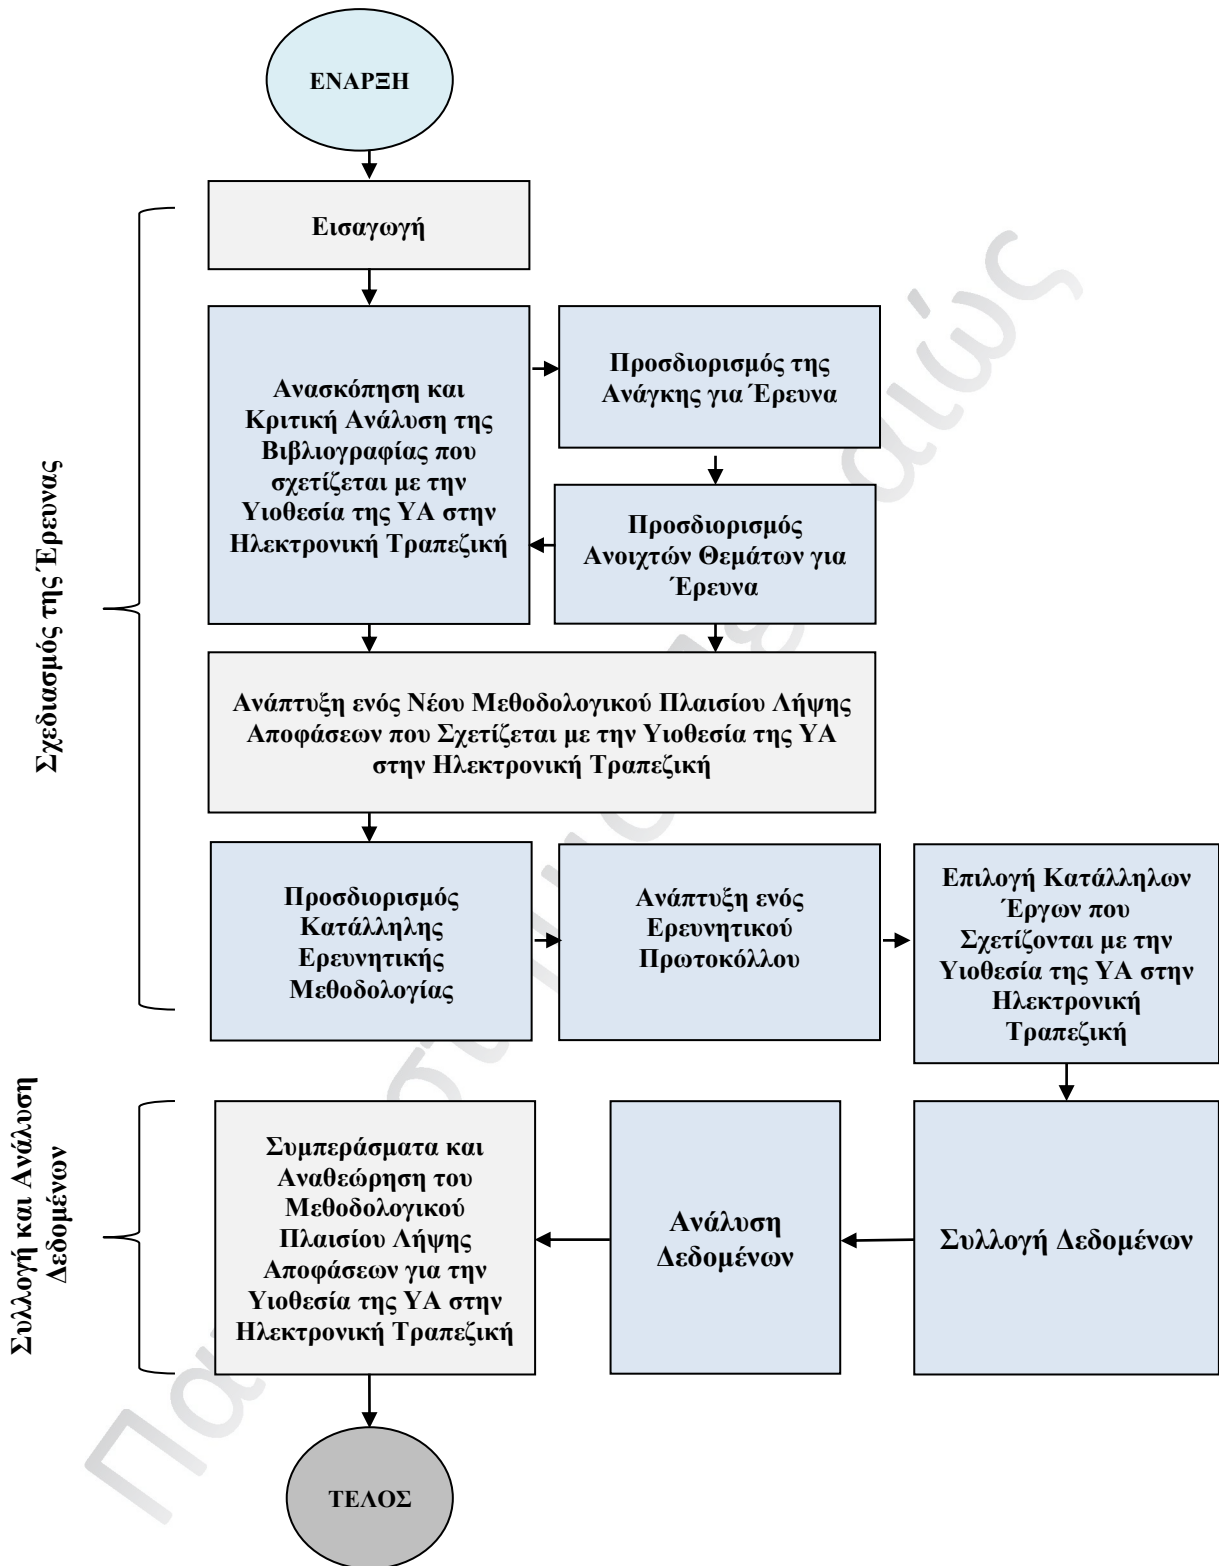 ΕΝΑΡΞΗ
Εισαγωγή
Ανασκόπηση και
Κριτική Ανάλυση της
Βιβλιογραφίας που
σχετίζεται με την
Υιοθεσία της ΥΑ στην
Ηλεκτρονική Τραπεζική
Προσδιορισμός της
Ανάγκης για Έρευνα
Προσδιορισμός
Ανοιχτών Θεμάτων για
Έρευνα
Σχεδιασμός της Έρευνας
Ανάπτυξη ενός Νέου Μεθοδολογικού Πλαισίου Λήψης
Αποφάσεων που Σχετίζεται με την Υιοθεσία της ΥΑ
στην Ηλεκτρονική Τραπεζική
Προσδιορισμός
Κατάλληλης
Ερευνητικής
Μεθοδολογίας
Ανάπτυξη ενός
Ερευνητικού
Πρωτοκόλλου
Επιλογή Κατάλληλων
Έργων που
Σχετίζονται με την
Υιοθεσία της ΥΑ στην
Ηλεκτρονική
Τραπεζική
Συλλογή και Ανάλυση
Δεδομένων
Συμπεράσματα και
Αναθεώρηση του
Μεθοδολογικού
Πλαισίου Λήψης
Αποφάσεων για την
Υιοθεσία της ΥΑ στην
Ηλεκτρονική Τραπεζική
Ανάλυση
Δεδομένων
Συλλογή Δεδομένων
ΤΕΛΟΣ